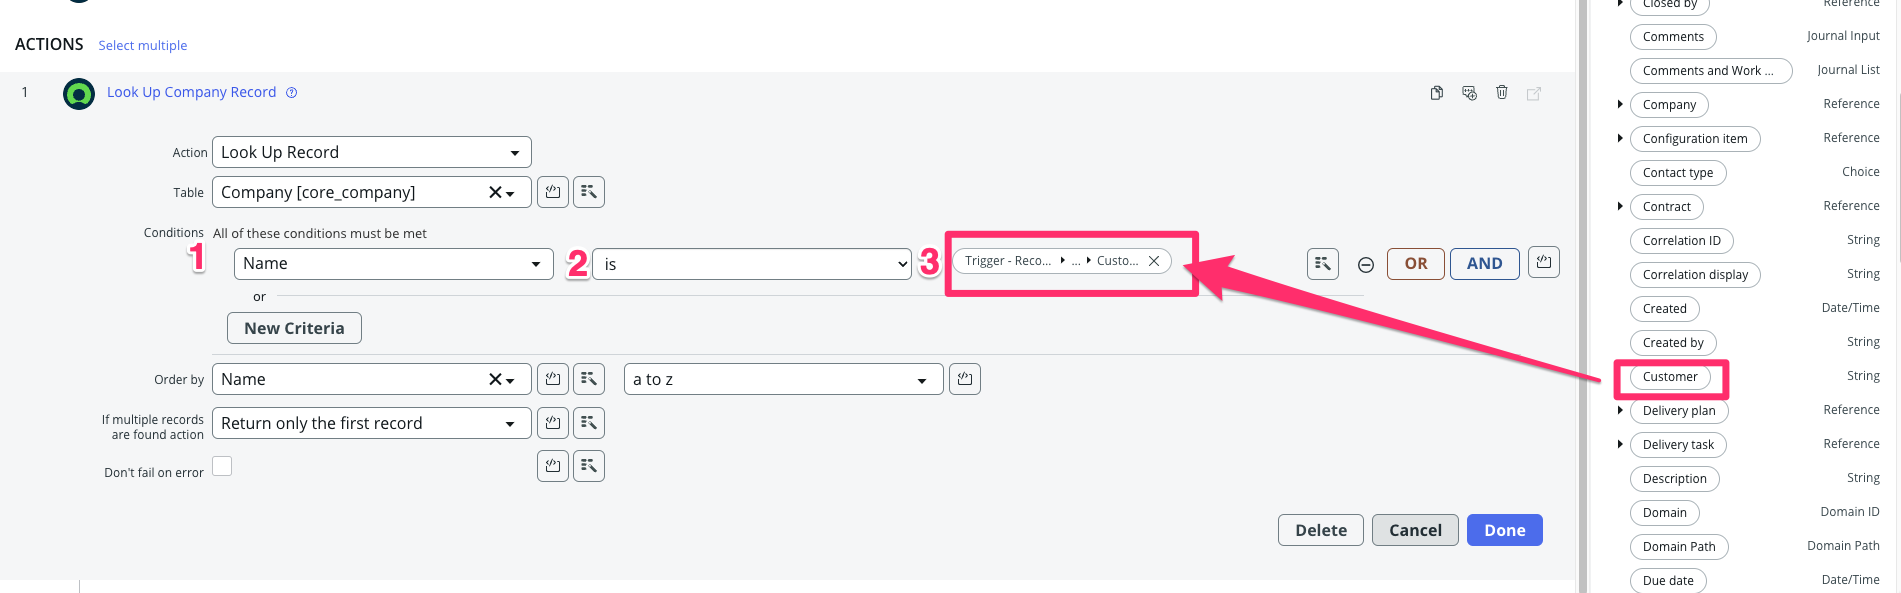 ACTIONS Select multiple
1 Look Up Company Record
Action Look Up Record
Table Company [core_company]
Conditions All of these conditions must be met
1 Name 2 is 3 Trigger - Reco... ... Custo... OR AND
or
New Criteria
Order by Name a to z
If multiple records
are found action Return only the first record
Don't fail on error
Delete Cancel Done
Closed by Reference
Comments Journal Input
Comments and Work ... Journal List
Company Reference
Configuration item Reference
Contact type Choice
Contract Reference
Correlation ID String
Correlation display String
Created Date/Time
Created by String
Customer String
Delivery plan Reference
Delivery task Reference
Description String
Domain Domain ID
Domain Path Domain Path
Due date Date/Time